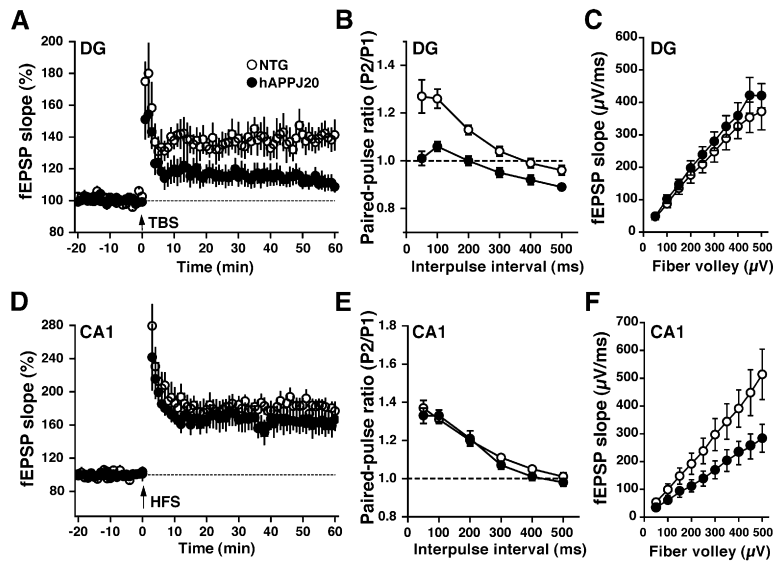 A
DG
NTG
hAPPJ20
fEPSP slope (%)
200
180
160
140
120
100
80
TBS
-20 -10 0 10 20 30 40 50 60
Time (min)
B
DG
Paired-pulse ratio (P2/P1)
1.4
1.2
1.0
0.8
0 100 200 300 400 500
Interpulse interval (ms)
C
DG
fEPSP slope (µV/ms)
600
500
400
300
200
100
0
0 100 200 300 400 500
Fiber volley (µV)
D
CA1
fEPSP slope (%)
280
240
200
160
120
80
HFS
-20 -10 0 10 20 30 40 50 60
Time (min)
E
CA1
Paired-pulse ratio (P2/P1)
1.8
1.6
1.4
1.2
1.0
0 100 200 300 400 500
Interpulse interval (ms)
F
CA1
fEPSP slope (µV/ms)
600
500
400
300
200
100
0
0 100 200 300 400 500
Fiber volley (µV)